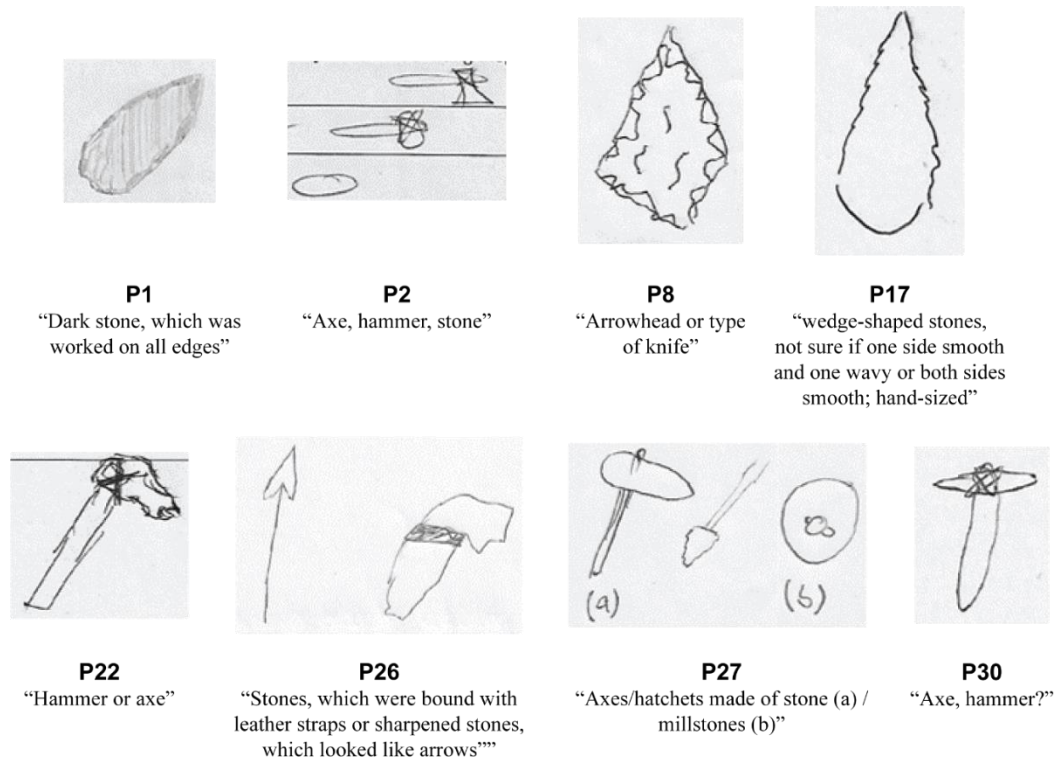 P1
“Dark stone, which was
worked on all edges”
P2
“Axe, hammer, stone”
P8
“Arrowhead or type
of knife”
P17
“wedge-shaped stones,
not sure if one side smooth
and one wavy or both sides
smooth; hand-sized”
(a)
(b)
P22
“Hammer or axe”
P26
“Stones, which were bound with
leather straps or sharpened stones,
which looked like arrows””
P27
“Axes/hatchets made of stone (a) /
millstones (b)”
P30
“Axe, hammer?”